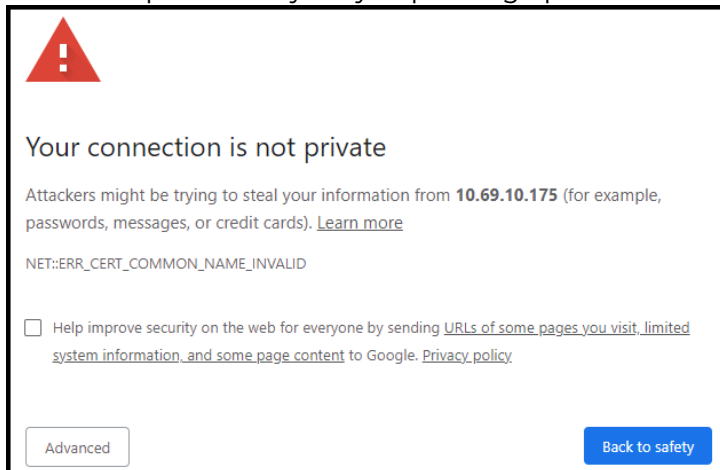 Your connection is not private
Attackers might be trying to steal your information from 10.69.10.175 (for example,
passwords, messages, or credit cards). Learn more
NET::ERR_CERT_COMMON_NAME_INVALID
Help improve security on the web for everyone by sending URLs of some pages you visit, limited
system information, and some page content to Google. Privacy policy
Advanced
Back to safety